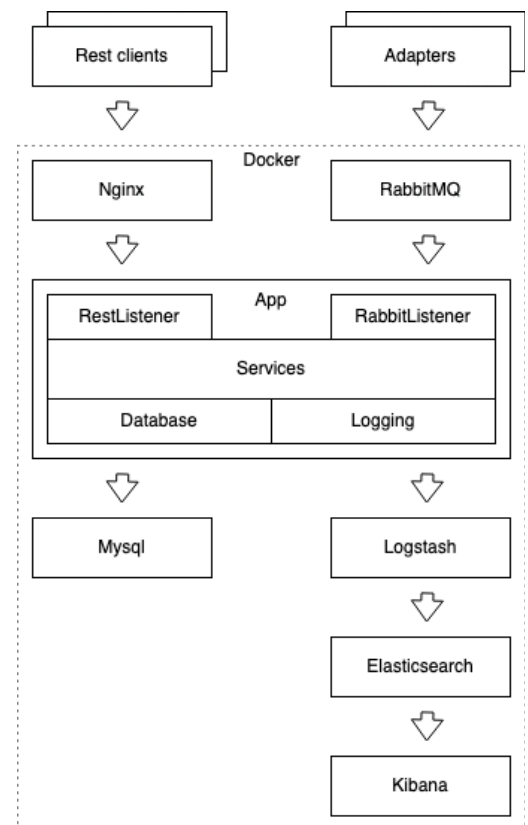 Rest clients
Adapters
Docker
Nginx
RabbitMQ
App
RestListener
RabbitListener
Services
Database
Logging
Mysql
Logstash
Elasticsearch
Kibana